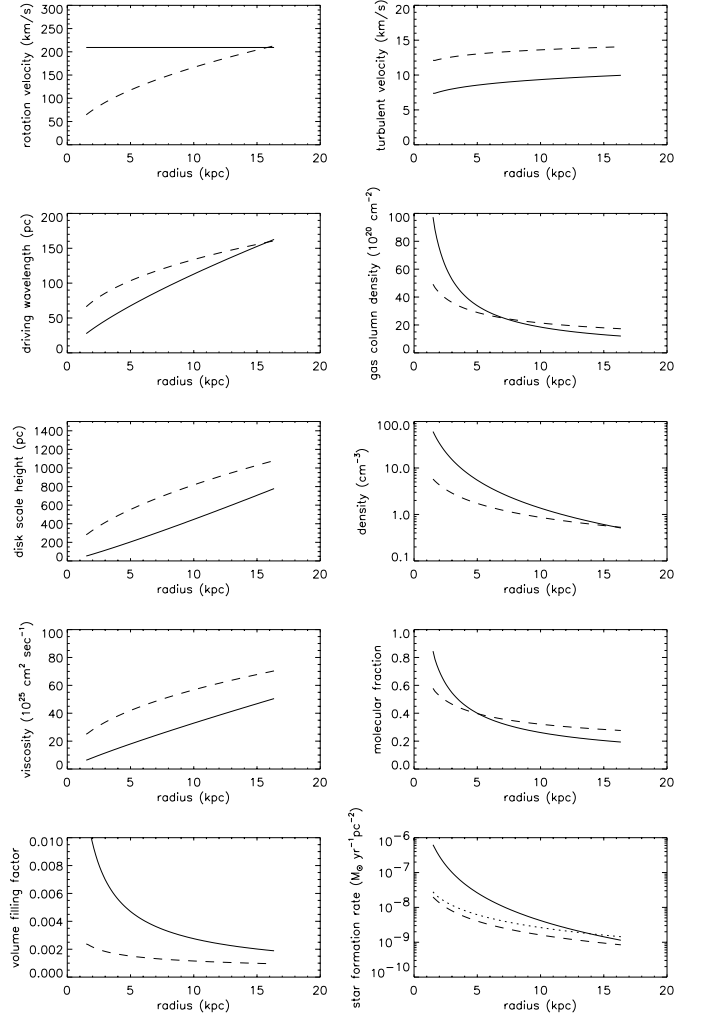 300
250
200
150
100
50
0
rotation velocity (km/s)
0 5 10 15 20
radius (kpc)
20
15
10
5
0
turbulent velocity (km/s)
0 5 10 15 20
radius (kpc)
200
150
100
50
0
driving wavelength (pc)
0 5 10 15 20
radius (kpc)
100
80
60
40
20
0
gas column density (10²⁰ cm⁻²)
0 5 10 15 20
radius (kpc)
1400
1200
1000
800
600
400
200
0
disk scale height (pc)
0 5 10 15 20
radius (kpc)
100.0
10.0
1.0
0.1
density (cm⁻³)
0 5 10 15 20
radius (kpc)
100
80
60
40
20
0
viscosity (10²⁵ cm² sec⁻¹)
0 5 10 15 20
radius (kpc)
1.0
0.8
0.6
0.4
0.2
0.0
molecular fraction
0 5 10 15 20
radius (kpc)
0.010
0.008
0.006
0.004
0.002
0.000
volume filling factor
0 5 10 15 20
radius (kpc)
10⁻⁶
10⁻⁷
10⁻⁸
10⁻⁹
10⁻¹⁰
star formation rate (M☉ yr⁻¹pc⁻²)
0 5 10 15 20
radius (kpc)